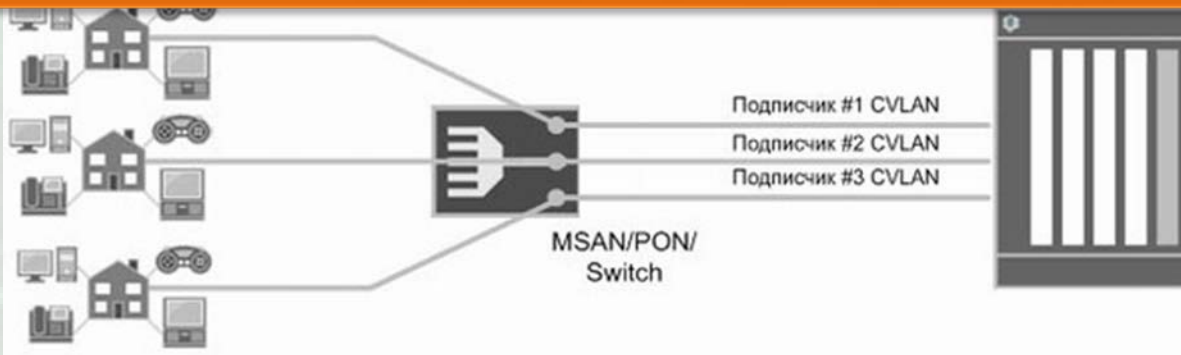 Подписчик #1 CVLAN
Подписчик #2 CVLAN
Подписчик #3 CVLAN
MSAN/PON/
Switch